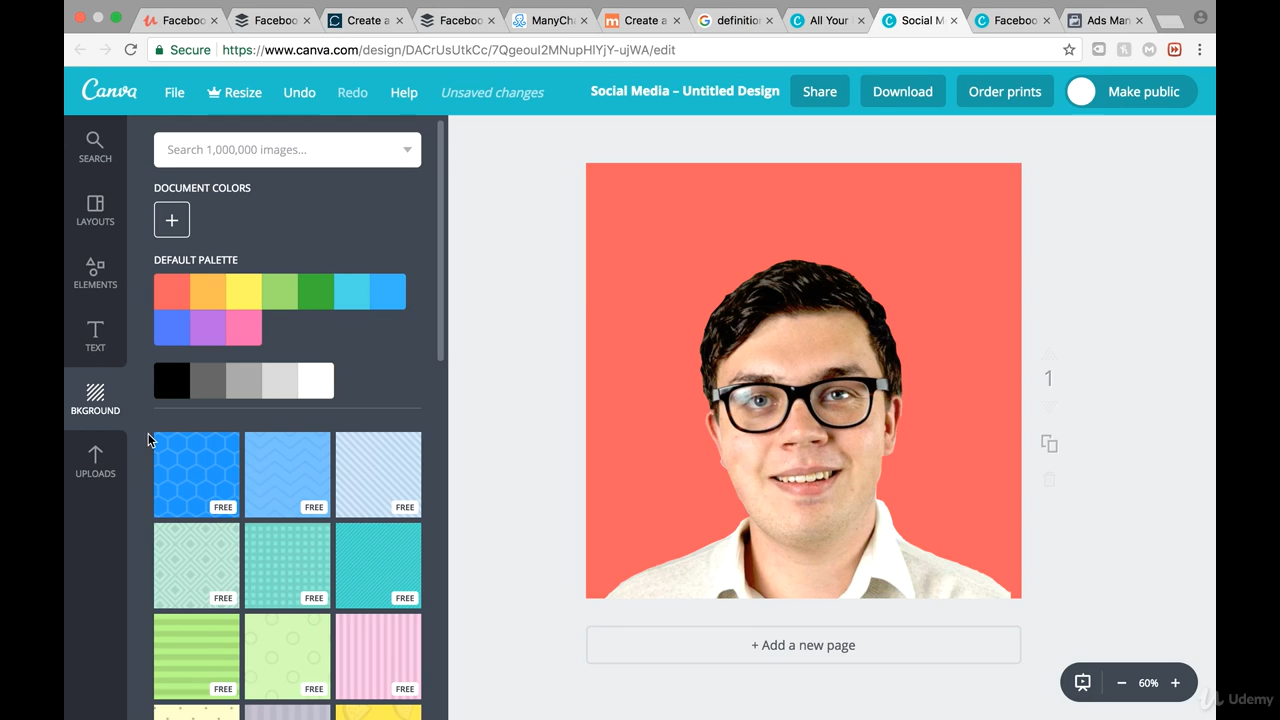 Faceboo
Faceboo
Create a
Faceboo
ManyCh
Create a
definitio
All Your
Social M
Faceboo
Ads Man
Secure
https://www.canva.com/design/DACrUsUtkCc/7QgeouI2MNupHlYjY-ujWA/edit
Canva
File
Resize
Undo
Redo
Help
Unsaved changes
Social Media – Untitled Design
Share
Download
Order prints
Make public
SEARCH
LAYOUTS
ELEMENTS
TEXT
BKGROUND
UPLOADS
Search 1,000,000 images...
DOCUMENT COLORS
+
DEFAULT PALETTE
FREE
FREE
FREE
FREE
FREE
FREE
FREE
FREE
FREE
1
+ Add a new page
60%
Udemy